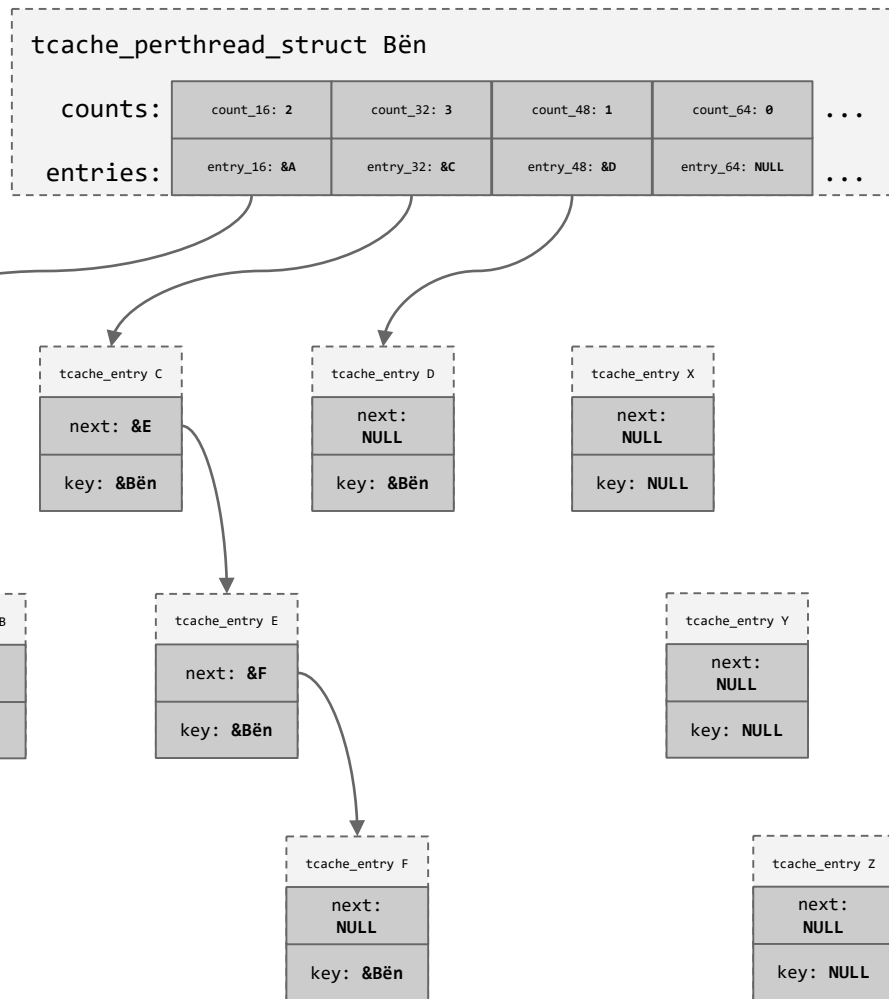 tcache_perthread_struct Bën
counts: count_16: 2 count_32: 3 count_48: 1 count_64: 0 ...
entries: entry_16: &A entry_32: &C entry_48: &D entry_64: NULL ...
tcache_entry C
next: &E
key: &Bën
tcache_entry D
next:
NULL
key: &Bën
tcache_entry X
next:
NULL
key: NULL
B
tcache_entry E
next: &F
key: &Bën
tcache_entry Y
next:
NULL
key: NULL
tcache_entry F
next:
NULL
key: &Bën
tcache_entry Z
next:
NULL
key: NULL